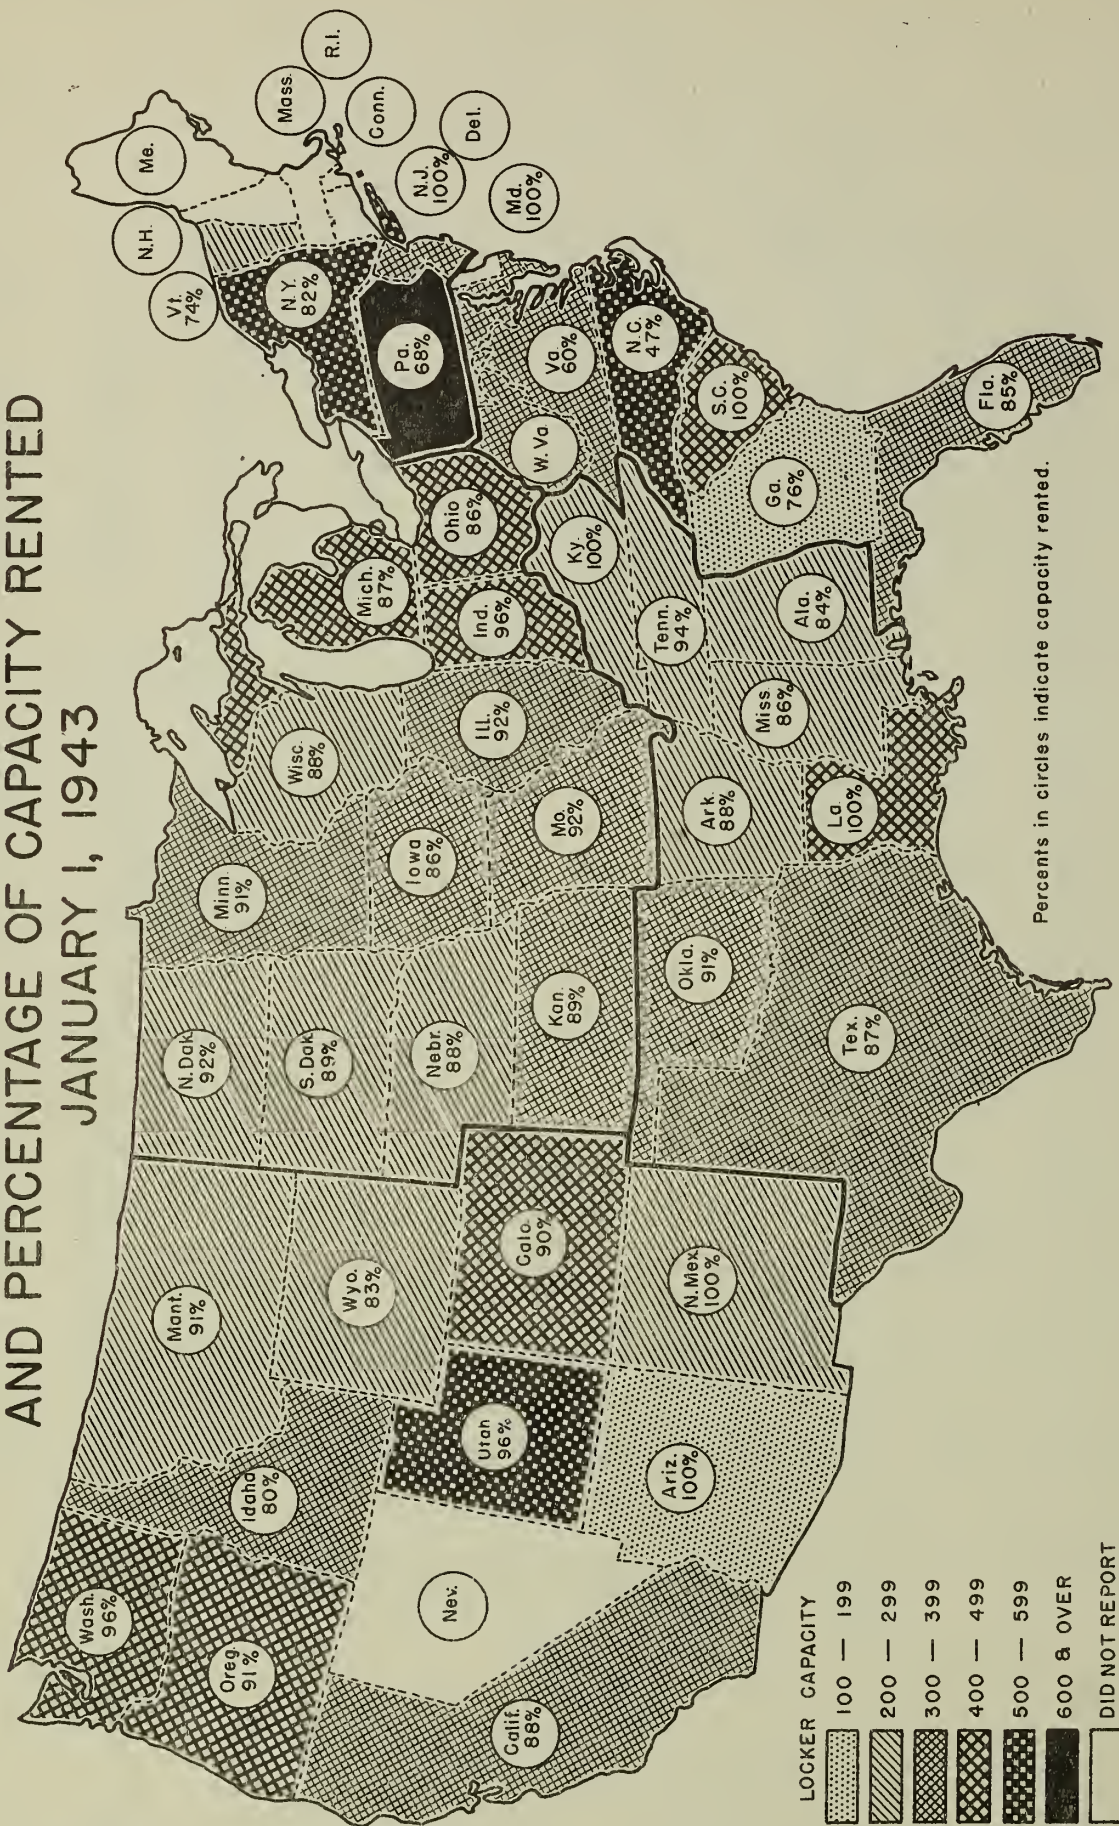 AND PERCENTAGE OF CAPACITY RENTED
JANUARY 1, 1943
Wash.
96%
Oreg.
91%
Calif.
88%
Nev.
Idaho
80%
Mont.
91%
Wyo.
83%
Utah
96%
Colo.
90%
Ariz.
100%
N.Mex.
100%
N.Dak.
92%
S.Dak.
89%
Nebr.
88%
Kan.
89%
Okla.
91%
Tex.
87%
Minn.
91%
Iowa
86%
Mo.
92%
Ark.
88%
La.
100%
Wisc.
88%
Ill.
92%
Mich.
87%
Ind.
96%
Ohio
86%
Ky.
100%
Tenn.
94%
Miss.
86%
Ala.
84%
Ga.
76%
Fla.
85%
S.C.
100%
N.C.
47%
Va.
60%
W. Va.
Pa.
68%
N.Y.
82%
Vt.
74%
N.H.
Me.
Mass.
R.I.
Conn.
N.J.
100%
Del.
Md.
100%
LOCKER CAPACITY
100 — 199
200 — 299
300 — 399
400 — 499
500 — 599
600 & OVER
DID NOT REPORT
Percents in circles indicate capacity rented.